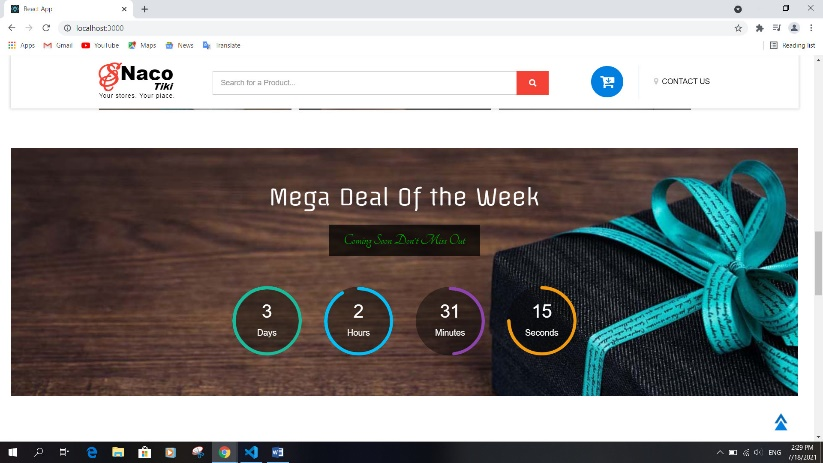 React App
localhost:3000
Apps
Gmail
YouTube
Maps
News
Translate
Reading list
Naco
Tiki
Your stores. Your place.
Search for a Product...
CONTACT US
Mega Deal Of the Week
Coming Soon Don't Miss Out
3
Days
2
Hours
31
Minutes
15
Seconds
ENG
2:29 PM
7/18/2021